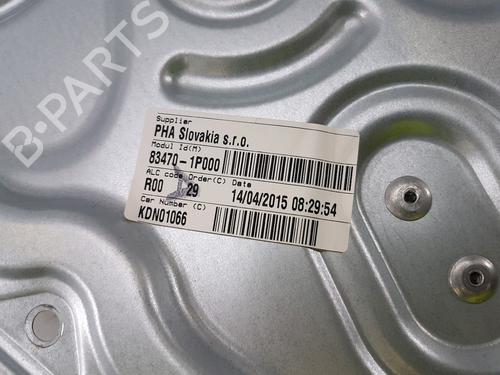 B-PARTS
Supplier
PHA Slovakia s.r.o.
Modul Id(M)
83470-1P000
ALC code Order(C) Date
R00 29 14/04/2015 08:29:54
Car Number (C)
KDN01066